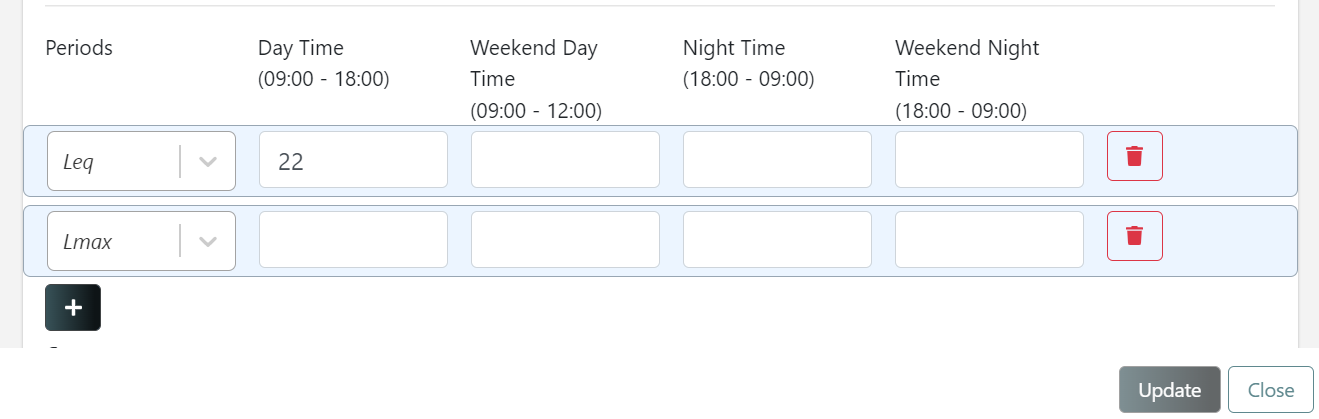 Periods
Day Time
(09:00 - 18:00)
Weekend Day
Time
(09:00 - 12:00)
Night Time
(18:00 - 09:00)
Weekend Night
Time
(18:00 - 09:00)
Leq
22
Lmax
+
Update
Close